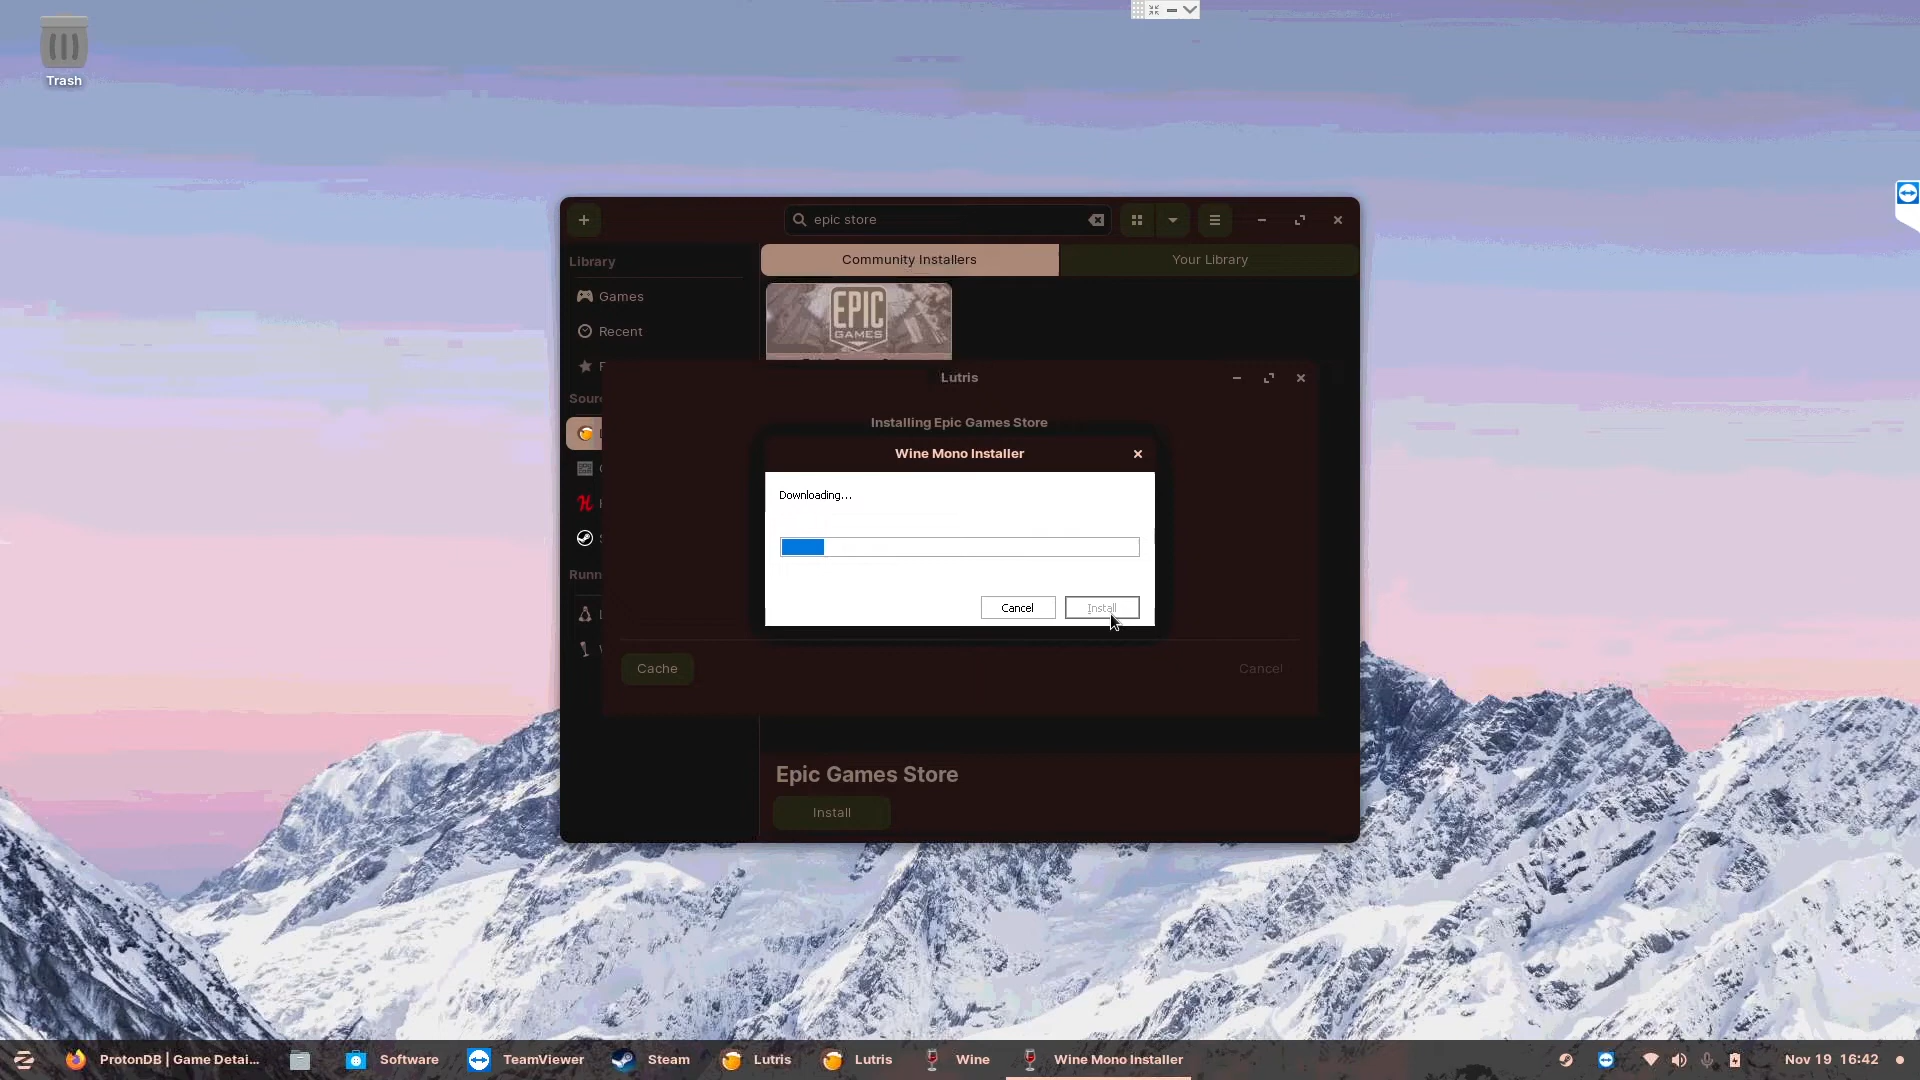 Trash
epic store
Library
Community Installers
Your Library
Games
EPIC
GAMES
Recent
F
Lutris
Sour
Installing Epic Games Store
Wine Mono Installer
Downloading...
Runn
Cancel
Install
Cache
Cancel
Epic Games Store
Install
ProtonDB | Game Detai...
Software
TeamViewer
Steam
Lutris
Lutris
Wine
Wine Mono Installer
Nov 19 16:42